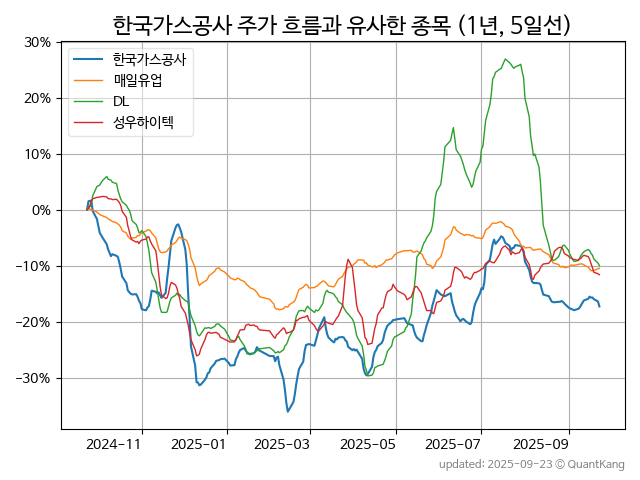 한국가스공사 주가 흐름과 유사한 종목 (1년, 5일선)
30%
20%
10%
0%
−10%
−20%
−30%
한국가스공사
매일유업
DL
성우하이텍
2024-11
2025-01
2025-03
2025-05
2025-07
2025-09
updated: 2025-09-23 ⓒ QuantKang